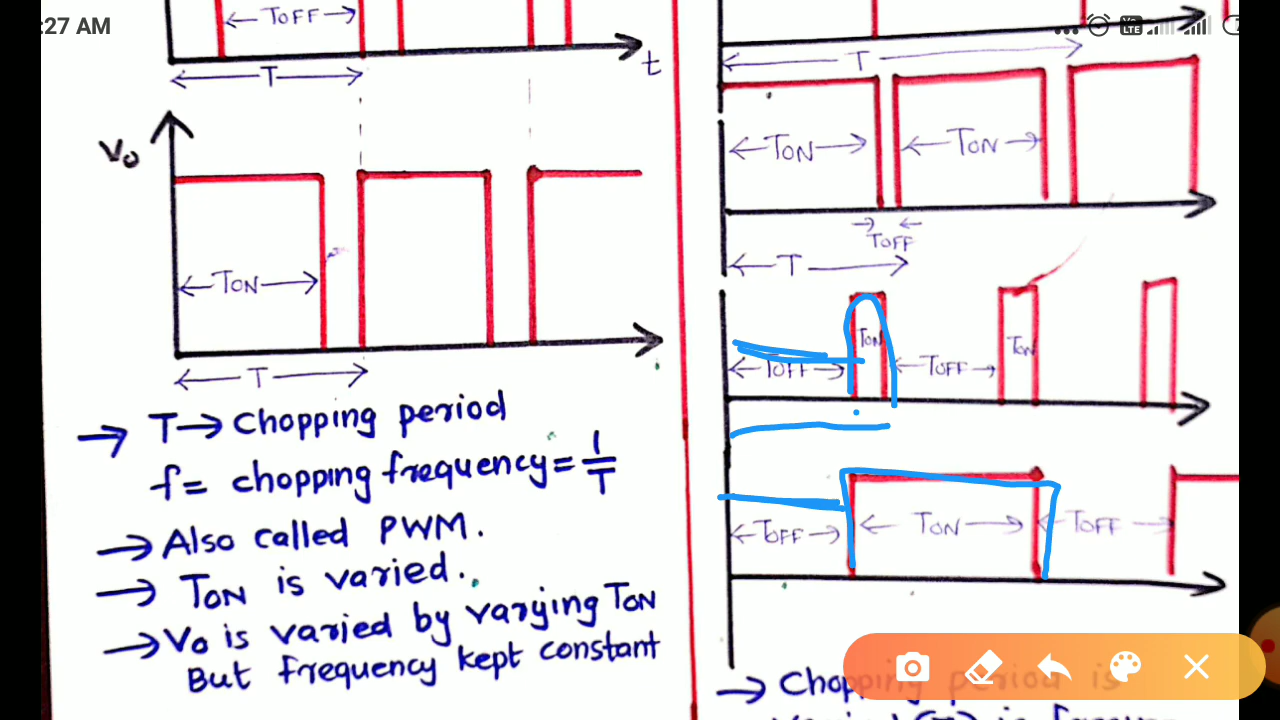 :27 AM
TOFF
T
t
Vo
TON
T
→ T → Chopping period
f = chopping frequency = 1/T
→ Also called PWM.
→ TON is varied.
→ Vo is varied by varying TON
But frequency kept constant
T
TON
TON
TOFF
T
TON
TON
TOFF
TOFF
TOFF
TON
TOFF